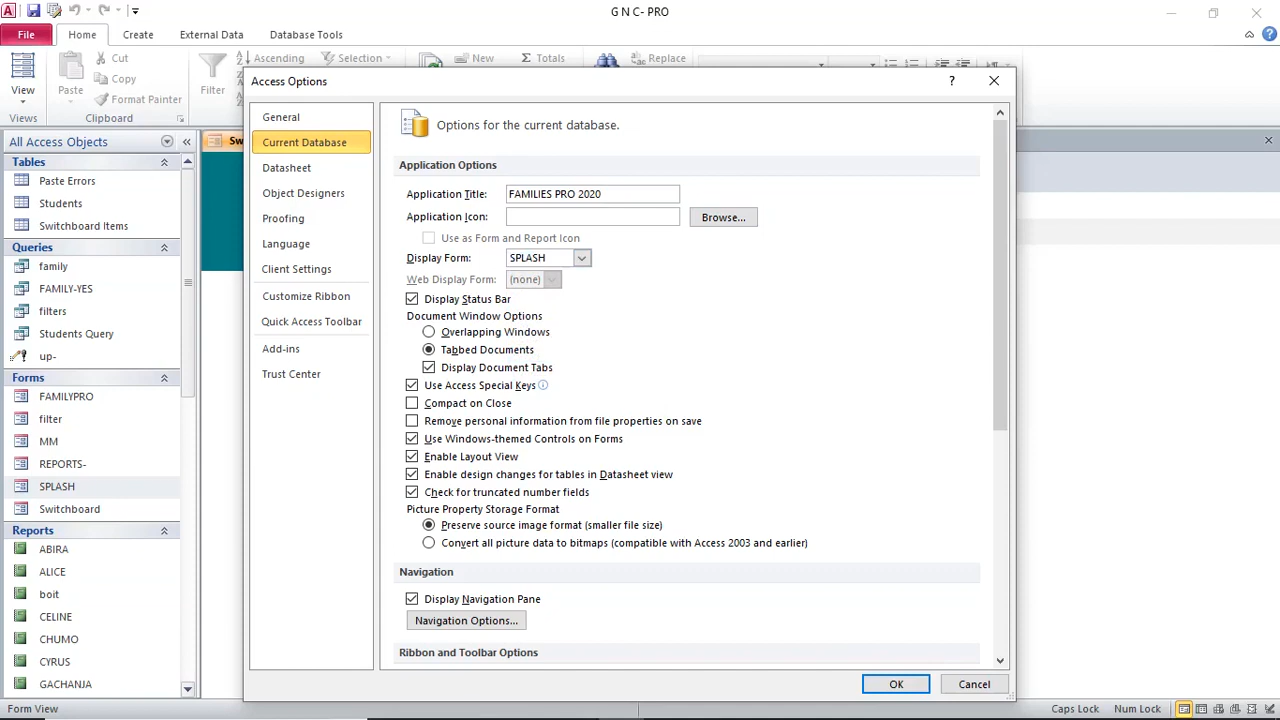 G N C- PRO
File Home Create External Data Database Tools
Cut Ascending Selection New Totals Replace
Copy
View Paste Format Painter Filter
Views Clipboard
Access Options
All Access Objects
Tables
Paste Errors
Students
Switchboard Items
Queries
family
FAMILY-YES
filters
Students Query
up-
Forms
FAMILYPRO
filter
MM
REPORTS-
SPLASH
Switchboard
Reports
ABIRA
ALICE
boit
CELINE
CHUMO
CYRUS
GACHANJA
Sw
General
Current Database
Datasheet
Object Designers
Proofing
Language
Client Settings
Customize Ribbon
Quick Access Toolbar
Add-ins
Trust Center
Options for the current database.
Application Options
Application Title: FAMILIES PRO 2020
Application Icon: Browse...
Use as Form and Report Icon
Display Form: SPLASH
Web Display Form: (none)
Display Status Bar
Document Window Options
Overlapping Windows
Tabbed Documents
Display Document Tabs
Use Access Special Keys
Compact on Close
Remove personal information from file properties on save
Use Windows-themed Controls on Forms
Enable Layout View
Enable design changes for tables in Datasheet view
Check for truncated number fields
Picture Property Storage Format
Preserve source image format (smaller file size)
Convert all picture data to bitmaps (compatible with Access 2003 and earlier)
Navigation
Display Navigation Pane
Navigation Options...
Ribbon and Toolbar Options
OK Cancel
Form View Caps Lock Num Lock